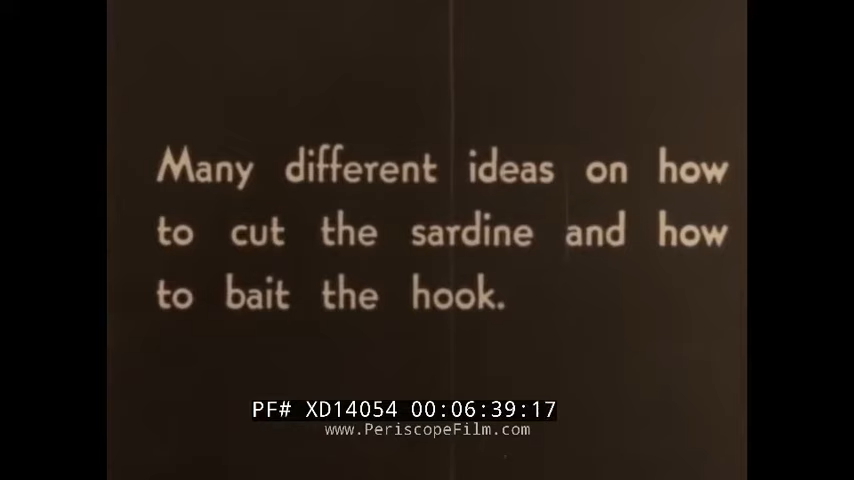 Many different ideas on how
to cut the sardine and how
to bait the hook.
PF# XD14054 00:06:39:17
www.PeriscopeFilm.com